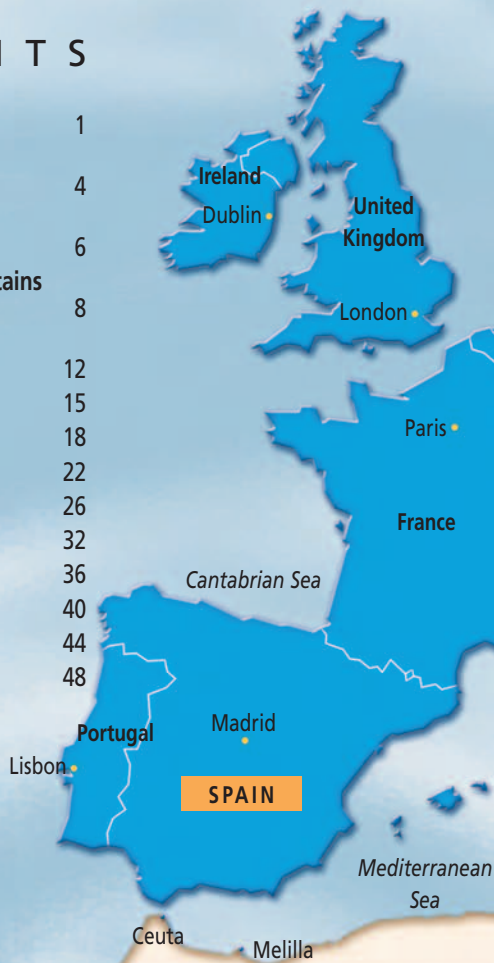 I T S
1
4
6
tains
8
12
15
18
22
26
32
36
40
44
48
Ireland
Dublin
United
Kingdom
London
Paris
France
Cantabrian Sea
Portugal
Madrid
Lisbon
SPAIN
Mediterranean
Sea
Ceuta
Melilla